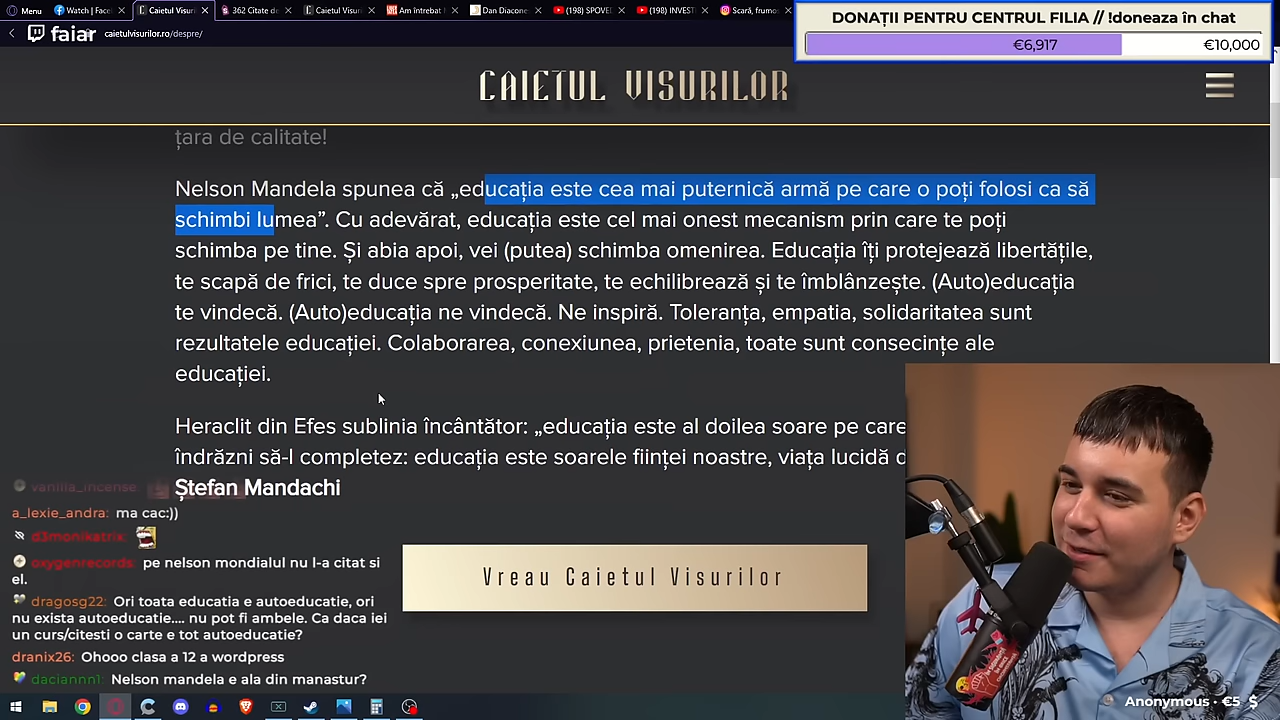 Menu
Watch | Faceb
Caietul Visuril
362 Citate de
Caietul Visuril
Am întrebat
Dan Diacone
(198) SPOVED
(198) INVEST
Scară, frumo
faiar
caietulvisurilor.ro/despre/
DONAȚII PENTRU CENTRUL FILIA // !doneaza în chat
€6,917
€10,000
CAIETUL VISURILOR
țara de calitate!
Nelson Mandela spunea că „educația este cea mai puternică armă pe care o poți folosi ca să
schimbi lumea”. Cu adevărat, educația este cel mai onest mecanism prin care te poți
schimba pe tine. Și abia apoi, vei (putea) schimba omenirea. Educația îți protejează libertățile,
te scapă de frici, te duce spre prosperitate, te echilibrează și te îmblânzește. (Auto)educația
te vindecă. (Auto)educația ne vindecă. Ne inspiră. Toleranța, empatia, solidaritatea sunt
rezultatele educației. Colaborarea, conexiunea, prietenia, toate sunt consecințe ale
educației.
Heraclit din Efes sublinia încântător: „educația este al doilea soare pe care
îndrăzni să-l completez: educația este soarele ființei noastre, viața lucidă
Ștefan Mandachi
Vreau Caietul Visurilor
vanilla_incense:
a_lexie_andra: ma cac:))
d3monikatrix:
oxygenrecords: pe nelson mondialul nu l-a citat si
el.
dragosg22: Ori toata educatia e autoeducatie, ori
nu exista autoeducatie.... nu pot fi ambele. Ca daca iei
un curs/citesti o carte e tot autoeducatie?
dranix26: Ohooo clasa a 12 a wordpress
daciannn1: Nelson mandela e ala din manastur?
Anonymous · €5 $